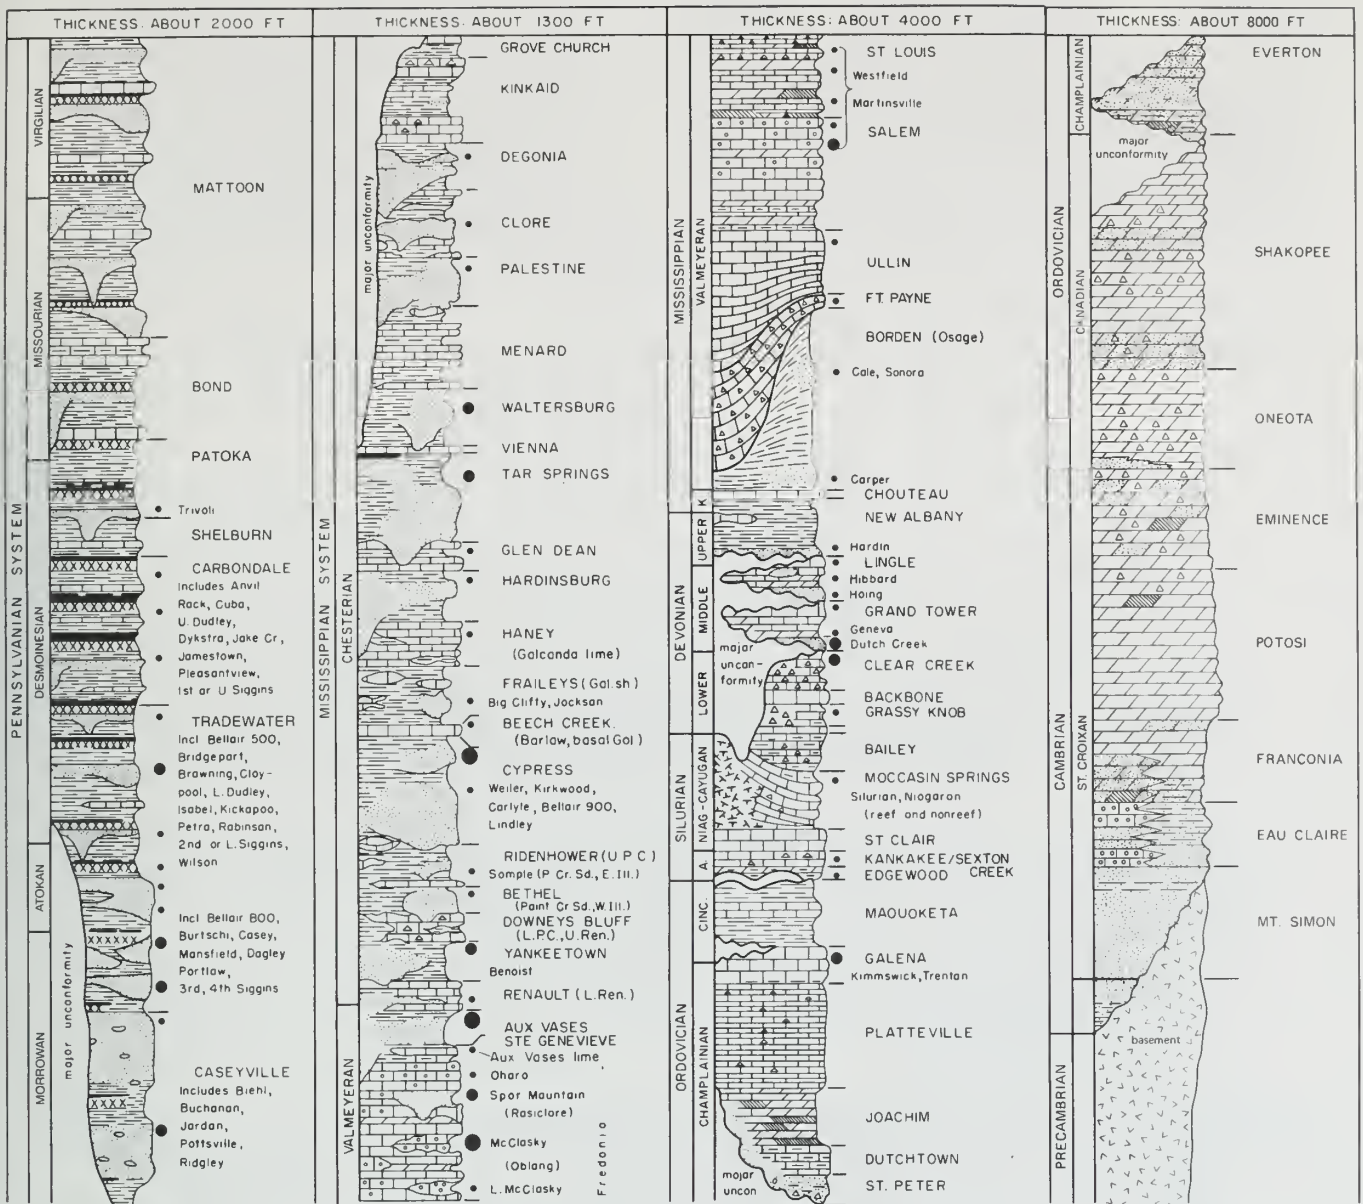 THICKNESS: ABOUT 2000 FT
PENNSYLVANIAN SYSTEM
VIRGILIAN
MISSOURIAN
DESMOINESIAN
ATOKAN
MORROWAN
major unconformity
MATTOON
BOND
PATOKA
Trivoli
SHELBURN
CARBONDALE
Includes Anvil
Rock, Cuba,
U. Dudley,
Dykstra, Jake Cr,
Jamestown,
Pleasantview,
1st or U Siggins
TRADEWATER
Incl Bellair 500,
Bridgeport,
Browning, Clay-
pool, L. Dudley,
Isabel, Kickapoo,
Petro, Robinson,
2nd or L. Siggins,
Wilson
Incl Bellair 800,
Burtschi, Casey,
Mansfield, Dagley
Portlaw,
3rd, 4th Siggins
CASEYVILLE
Includes Biehl,
Buchanan,
Jordan,
Pottsville,
Ridgley
THICKNESS: ABOUT 1300 FT
MISSISSIPPIAN SYSTEM
CHESTERIAN
VALMEYERAN
major unconformity
GROVE CHURCH
KINKAID
DEGONIA
CLORE
PALESTINE
MENARD
WALTERSBURG
VIENNA
TAR SPRINGS
GLEN DEAN
HARDINSBURG
HANEY
(Golconda lime)
FRAILEYS (Gol. sh)
Big Clifty, Jackson
BEECH CREEK.
(Barlow, basal Gol)
CYPRESS
Weiler, Kirkwood,
Carlyle, Bellair 900,
Lindley
RIDENHOWER (U P C)
Sample (P Cr. Sd., E. Ill.)
BETHEL
(Paint Cr Sd., W. Ill.)
DOWNEYS BLUFF
(L.P.C., U. Ren.)
YANKEETOWN
Benoist
RENAULT (L. Ren.)
AUX VASES
STE GENEVIEVE
Aux Vases lime
Oharo
Spor Mountain
(Rosiclore)
McClosky
(Oblong)
L. McClosky
Fredonia
THICKNESS: ABOUT 4000 FT
MISSISSIPPIAN
VALMEYERAN
K
DEVONIAN
UPPER
MIDDLE
LOWER
SILURIAN
NIAG-CAYUGAN
A.
ORDOVICIAN
CINC.
CHAMPLAINIAN
ST LOUIS
Westfield
Martinsville
SALEM
ULLIN
FT. PAYNE
BORDEN (Osage)
Cole, Sonora
Carper
CHOUTEAU
NEW ALBANY
Hardin
LINGLE
Hibbard
Hoing
GRAND TOWER
Geneva
Dutch Creek
major
uncon-
formity
CLEAR CREEK
BACKBONE
GRASSY KNOB
BAILEY
MOCCASIN SPRINGS
Silurian, Niagaran
(reef and nonreef)
ST CLAIR
KANKAKEE/SEXTON
EDGEWOOD CREEK
MAQUOKETA
GALENA
Kimmswick, Trenton
PLATTEVILLE
JOACHIM
DUTCHTOWN
ST. PETER
major
uncon
THICKNESS: ABOUT 8000 FT
ORDOVICIAN
CHAMPLAINIAN
CANADIAN
CAMBRIAN
ST. CROIXAN
PRECAMBRIAN
EVERTON
major
unconformity
SHAKOPEE
ONEOTA
EMINENCE
POTOSI
FRANCONIA
EAU CLAIRE
MT. SIMON
basement